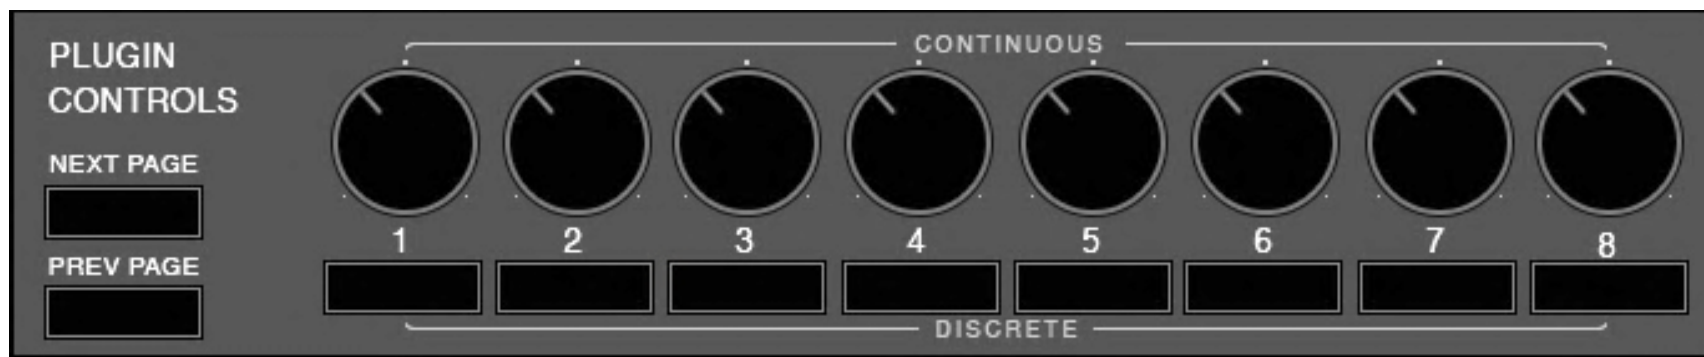 PLUGIN
CONTROLS
NEXT PAGE
PREV PAGE
CONTINUOUS
1 2 3 4 5 6 7 8
DISCRETE